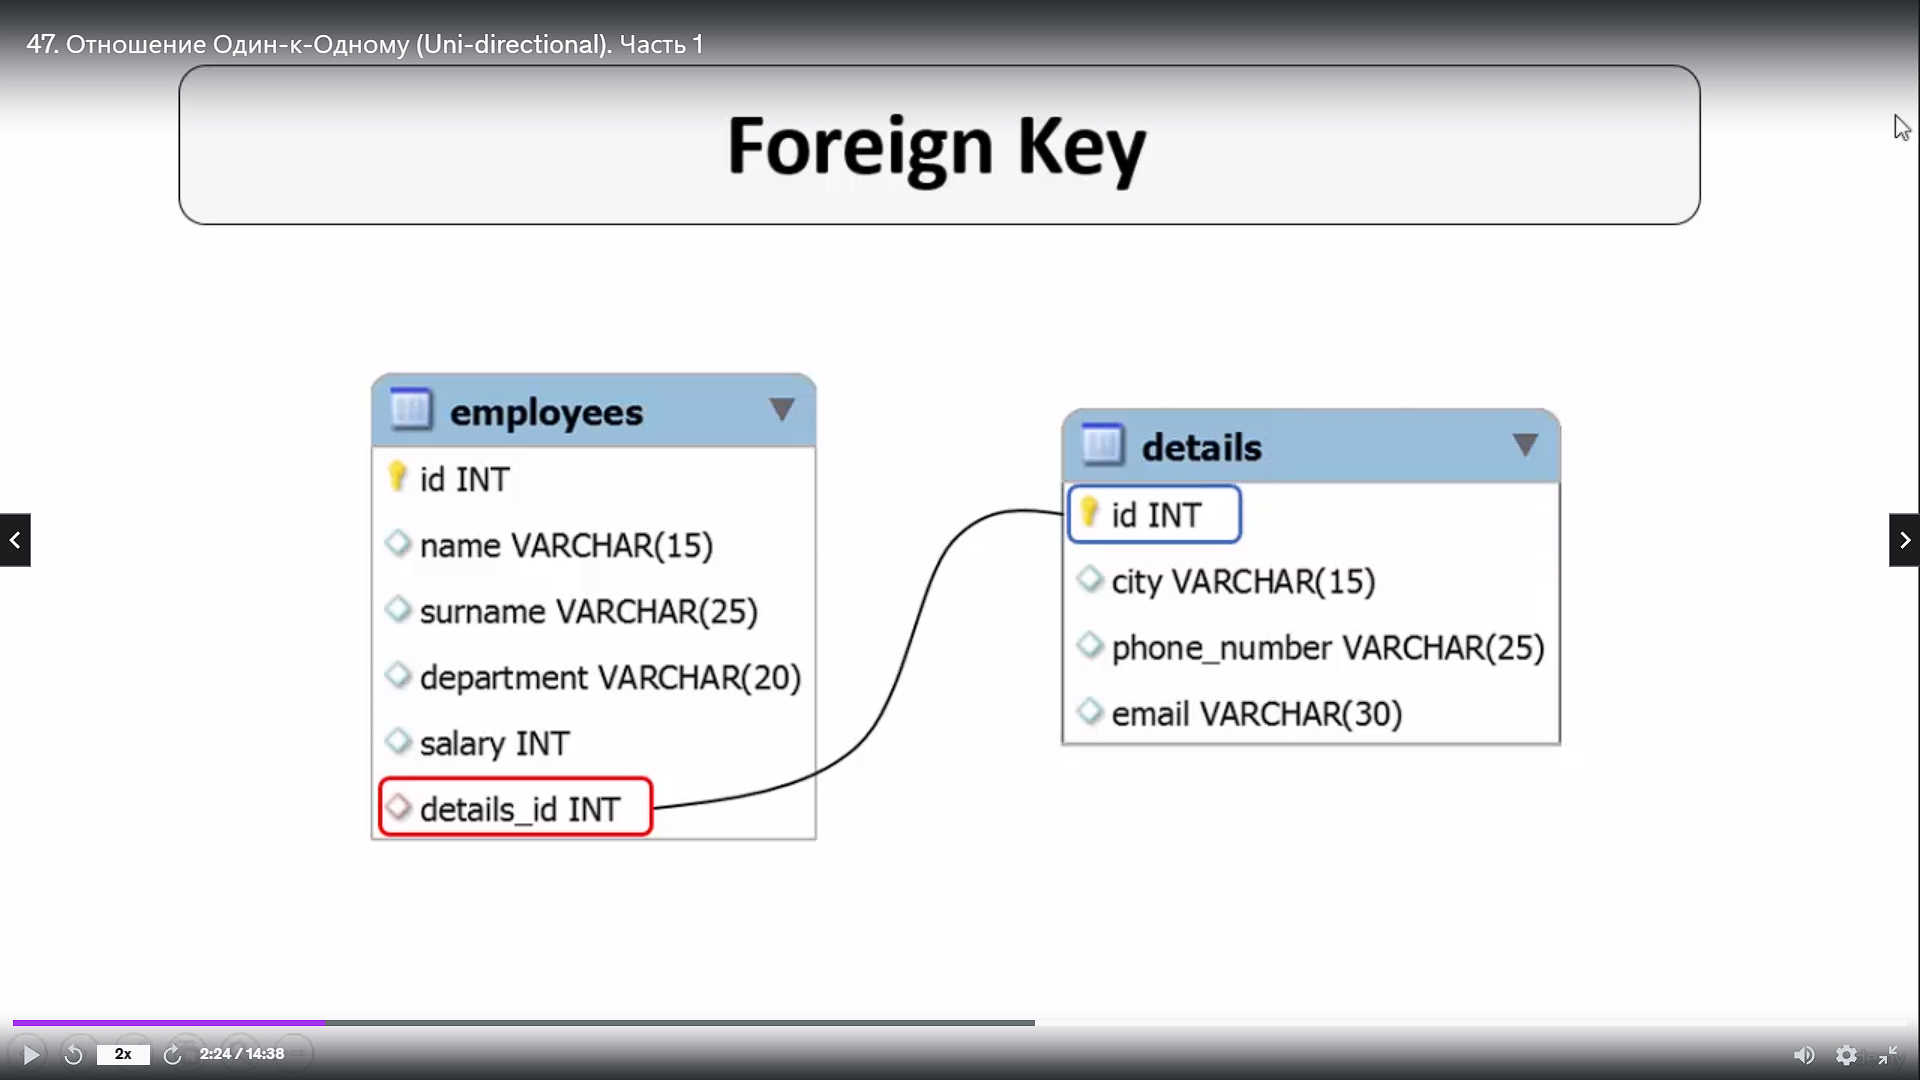 47. Отношение Один-к-Одному (Uni-directional). Часть 1
Foreign Key
employees
id INT
name VARCHAR(15)
surname VARCHAR(25)
department VARCHAR(20)
salary INT
details_id INT
details
id INT
city VARCHAR(15)
phone_number VARCHAR(25)
email VARCHAR(30)
2x
2:24 / 14:38